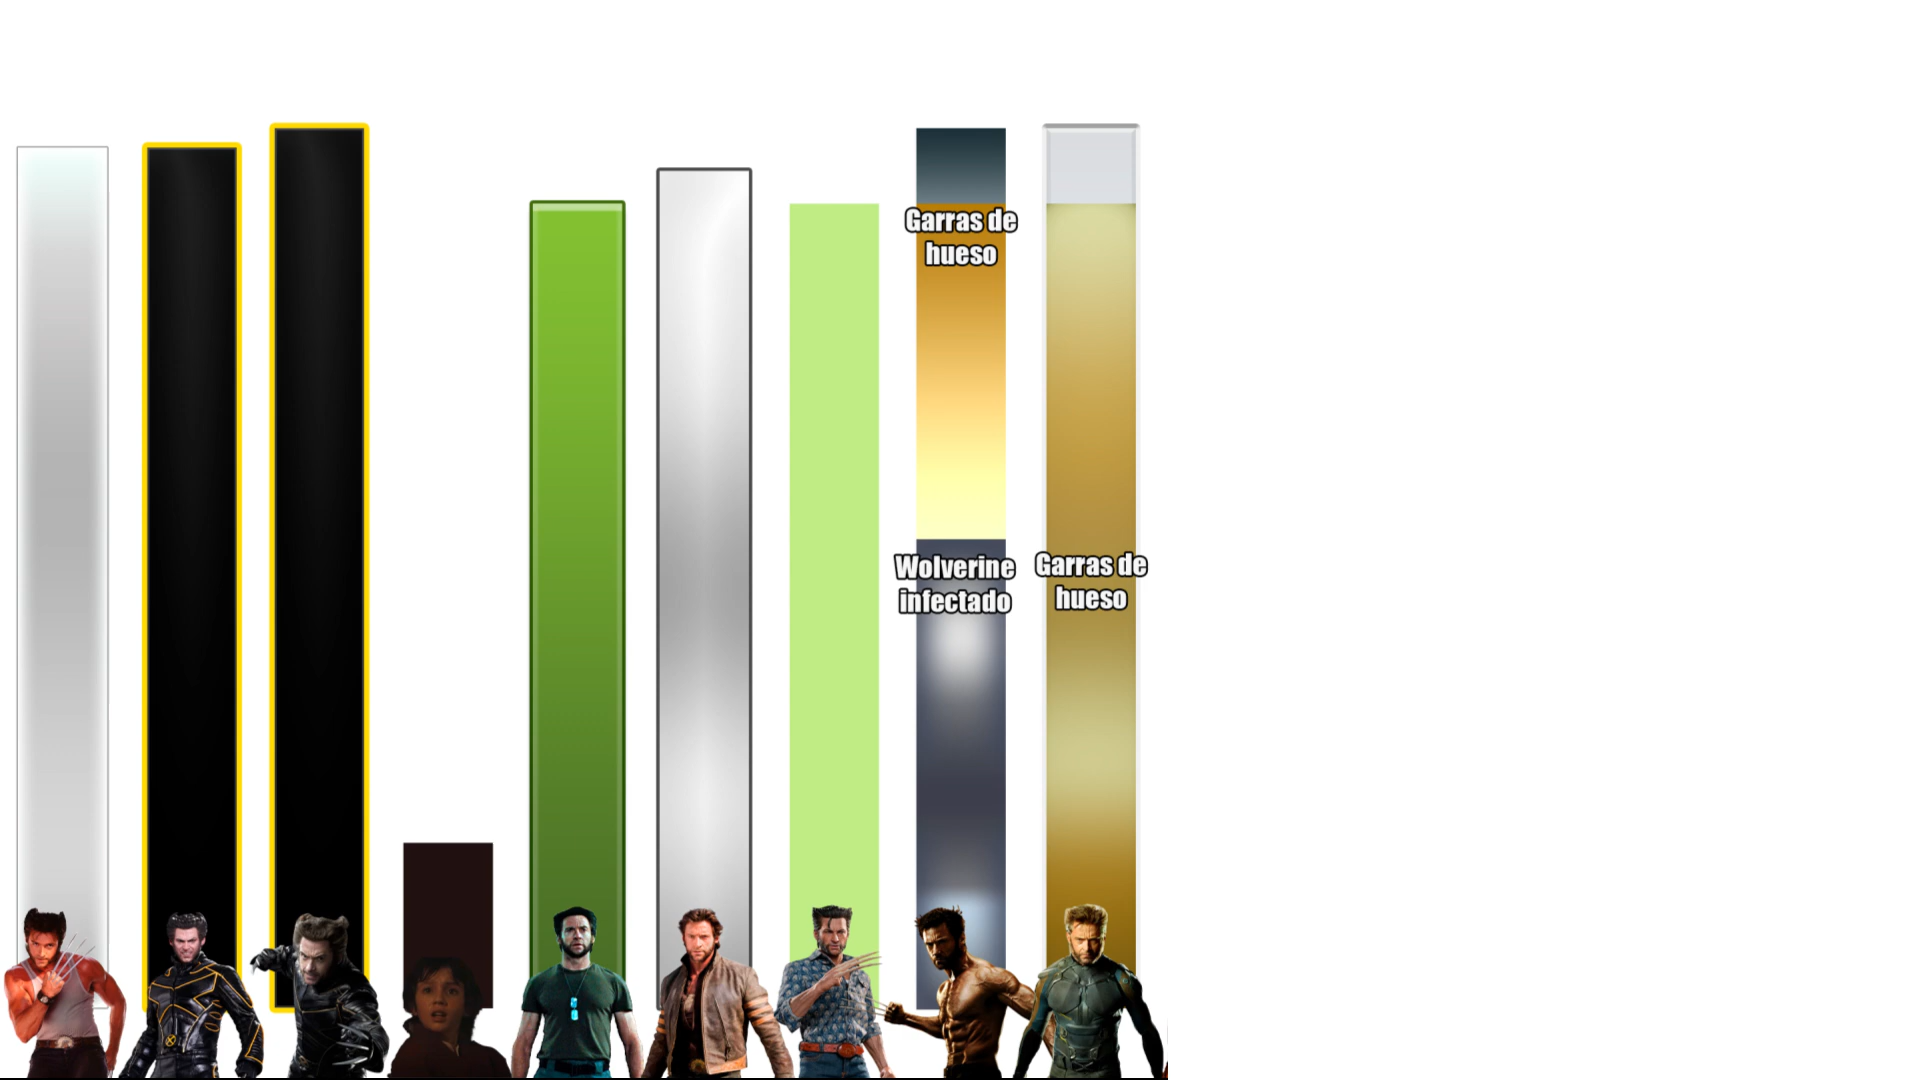 Garras de
hueso
Wolverine
infectado
Garras de
hueso